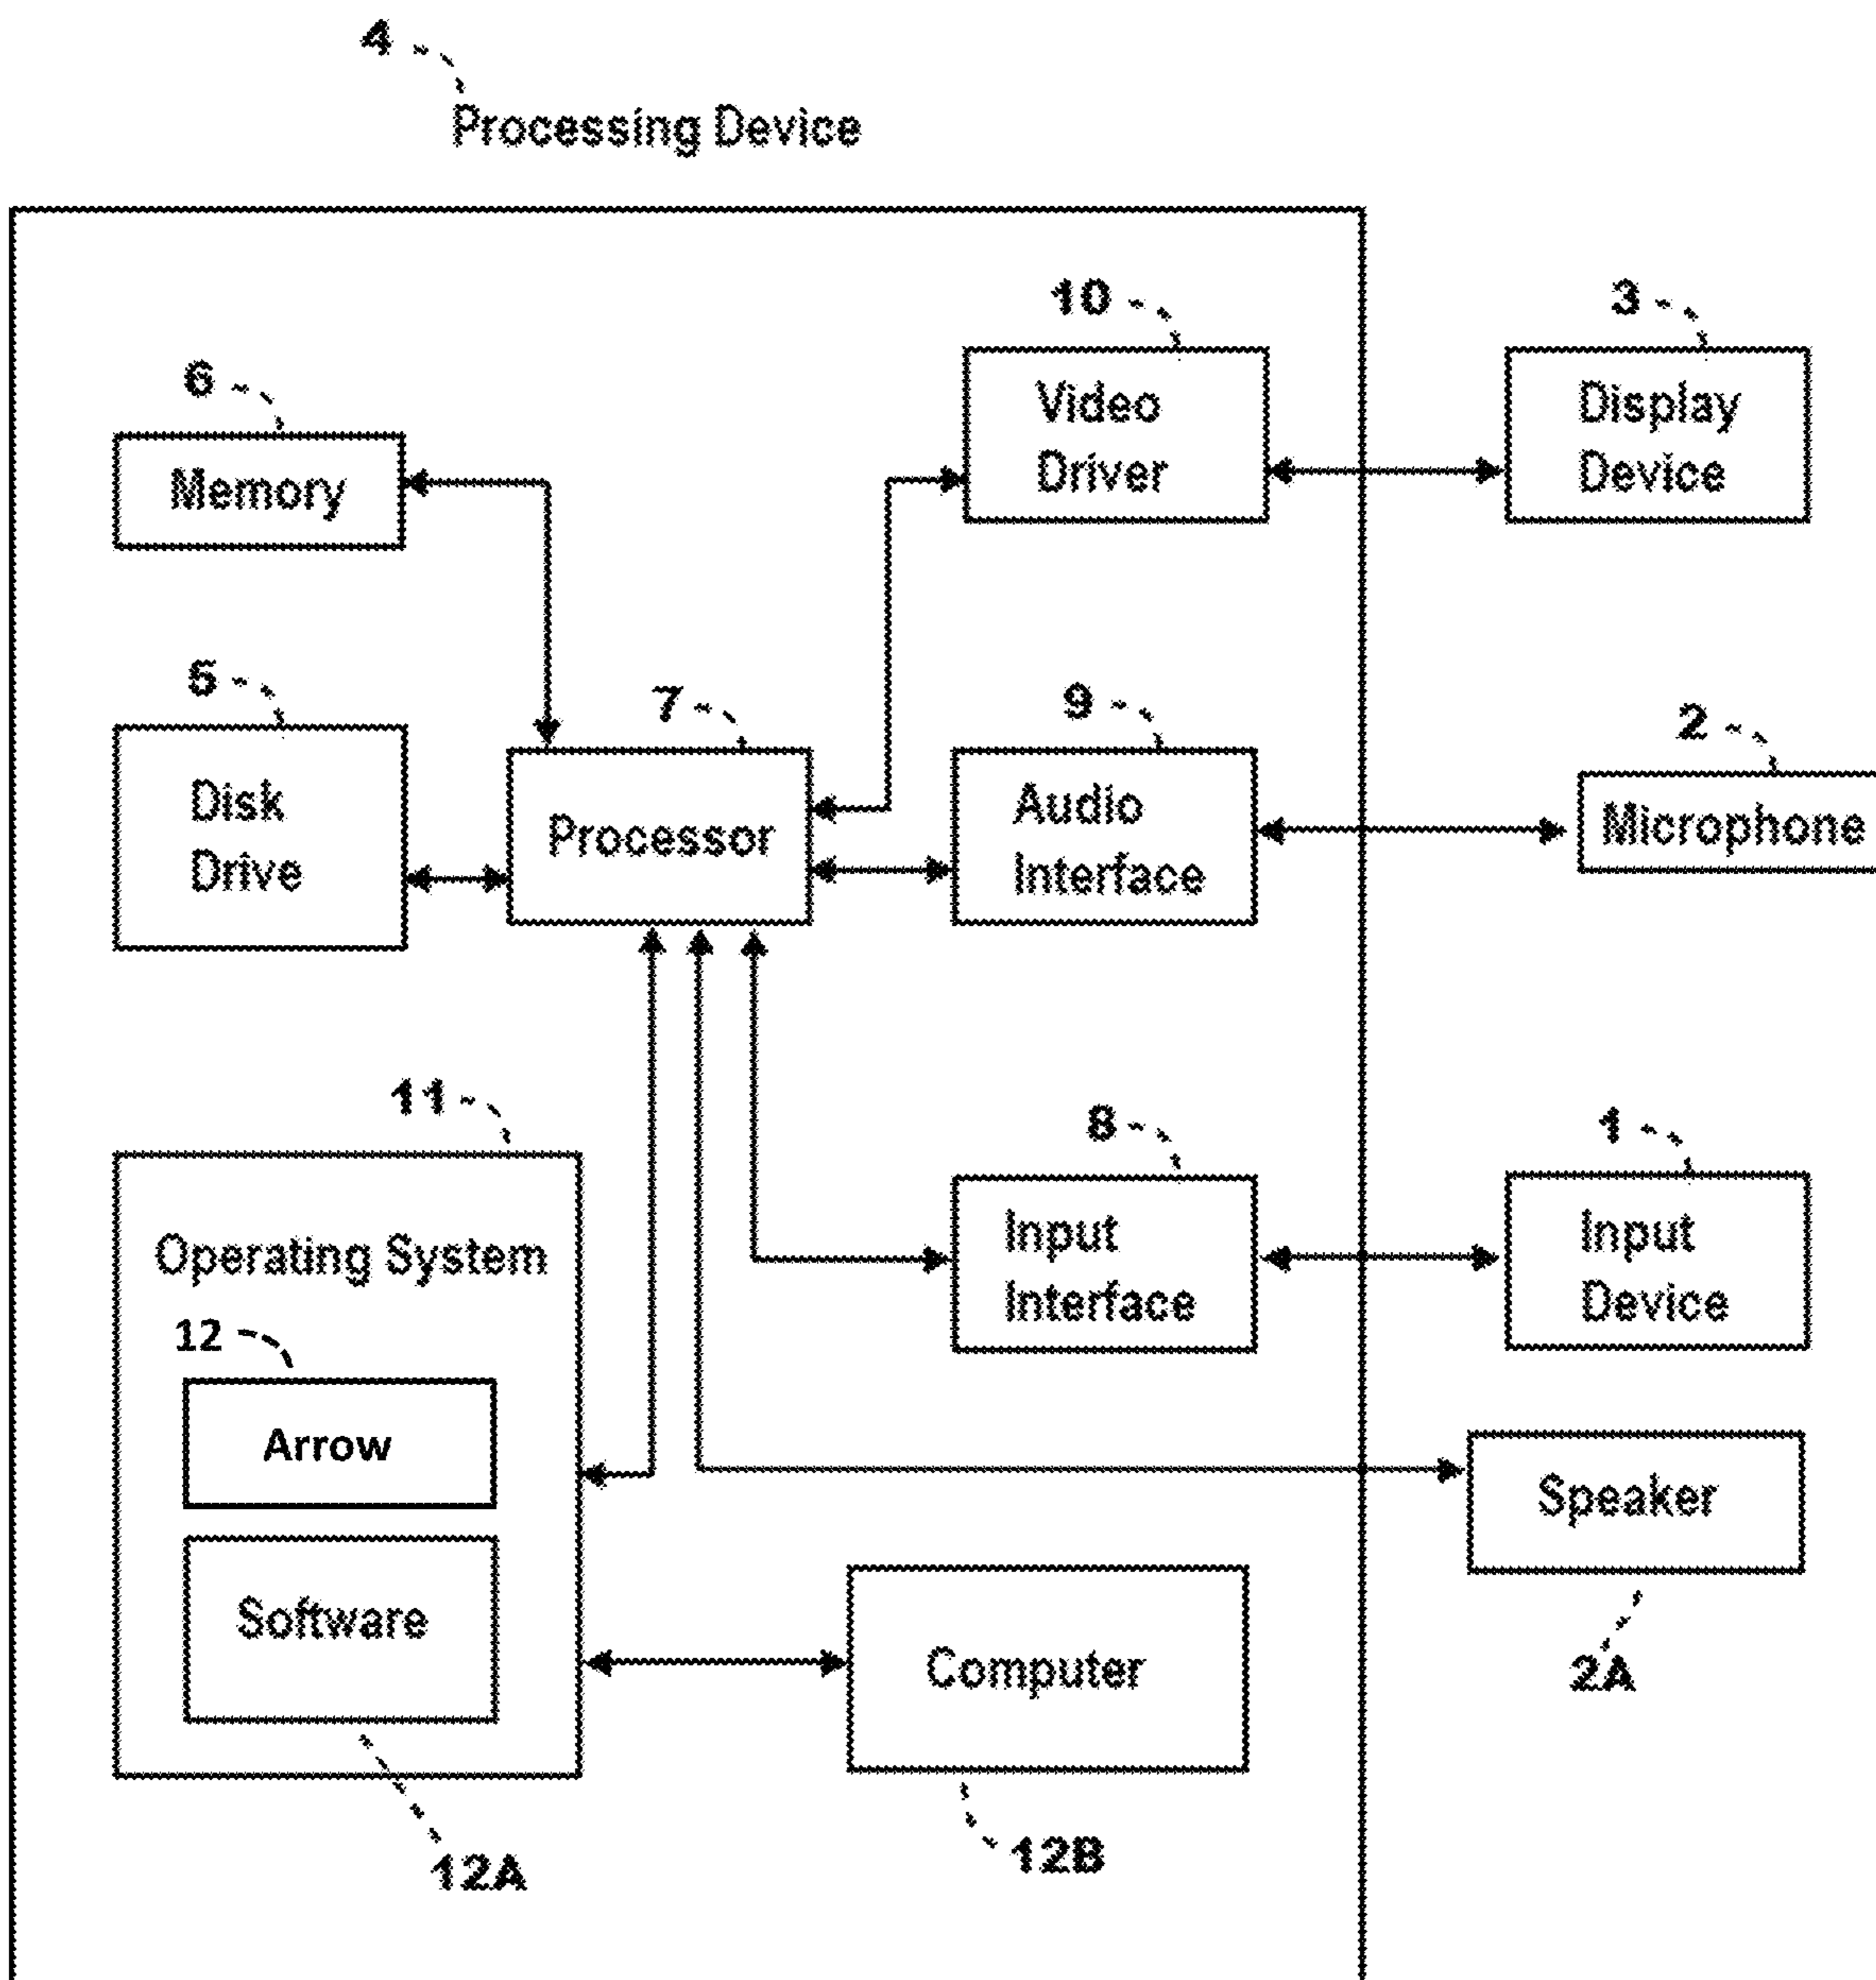 4
Processing Device
10
3
6
Video
Driver
Display
Device
Memory
5
7
9
2
Disk
Drive
Processor
Audio
Interface
Microphone
11
8
1
Operating System
Input
Interface
Input
Device
12
Arrow
Speaker
Software
Computer
2A
12A
12B